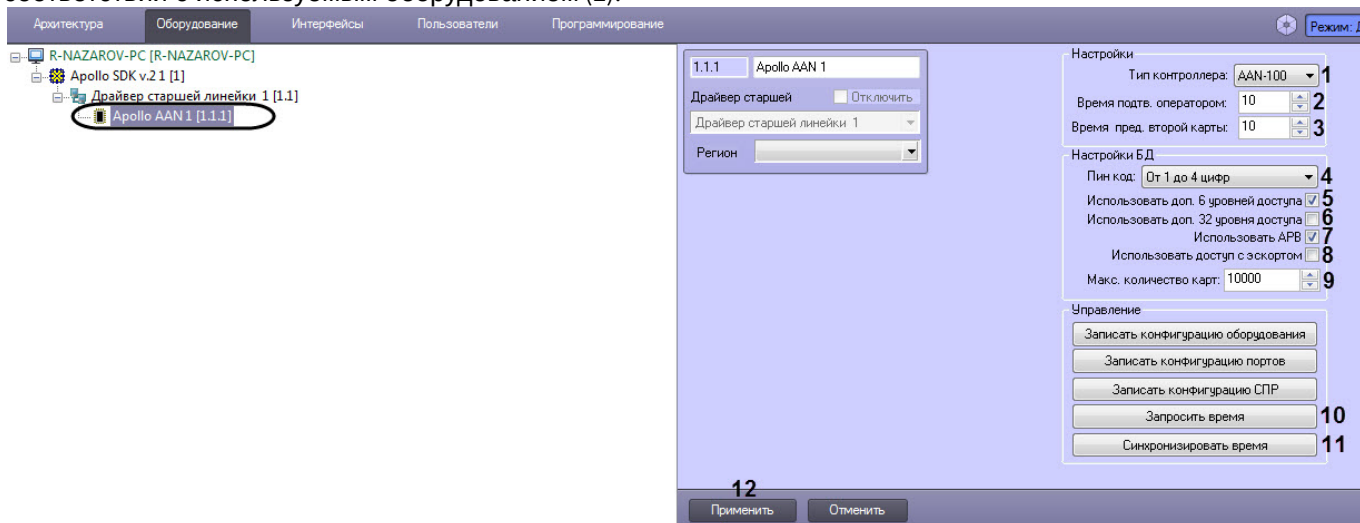 соответствии с используемым оборудованием (2).
Архитектура Оборудование Интерфейсы Пользователи Программирование Режим: Д
R-NAZAROV-PC [R-NAZAROV-PC]
Apollo SDK v.2 1 [1]
Драйвер старшей линейки 1 [1.1]
Apollo AAN 1 [1.1.1]
1.1.1 Apollo AAN 1
Драйвер старшей Отключить
Драйвер старшей линейки 1
Регион
Настройки
Тип контроллера: AAN-100 1
Время подтв. оператором: 10 2
Время пред. второй карты: 10 3
Настройки БД
Пин код: От 1 до 4 цифр 4
Использовать доп. 6 уровней доступа 5
Использовать доп. 32 уровня доступа 6
Использовать APB 7
Использовать доступ с эскортом 8
Макс. количество карт: 10000 9
Управление
Записать конфигурацию оборудования
Записать конфигурацию портов
Записать конфигурацию СПР
Запросить время 10
Синхронизировать время 11
12
Применить Отменить